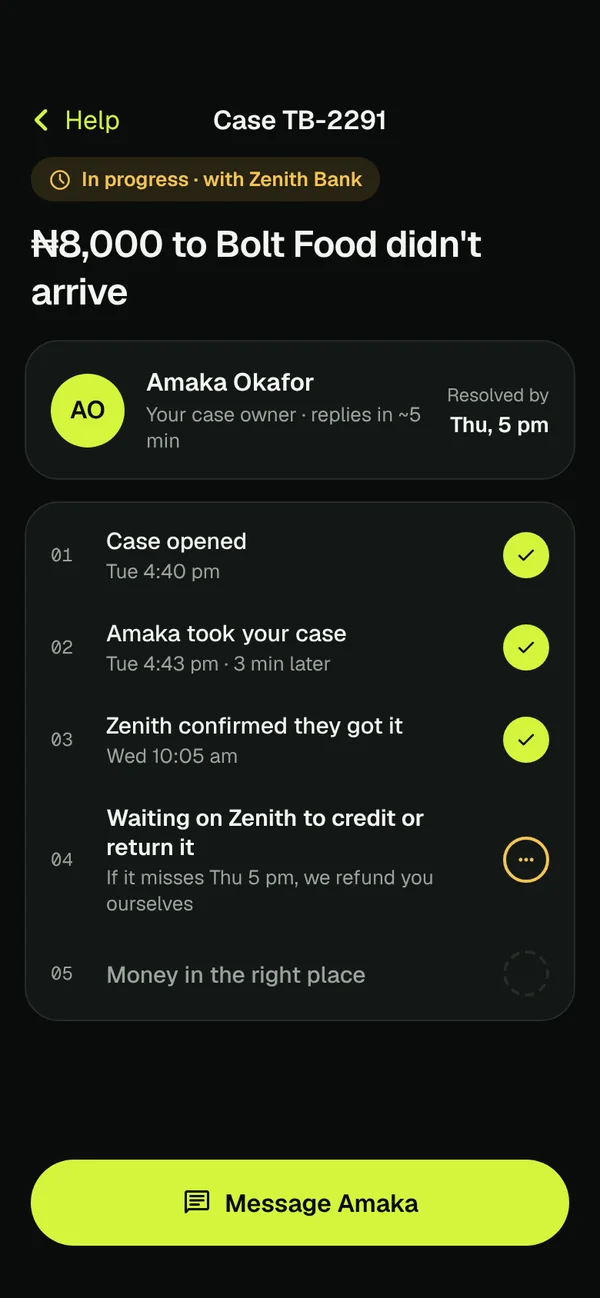 Help
Case TB-2291
In progress · with Zenith Bank
₦8,000 to Bolt Food didn't
arrive
AO
Amaka Okafor
Your case owner · replies in ~5
min
Resolved by
Thu, 5 pm
01
Case opened
Tue 4:40 pm
02
Amaka took your case
Tue 4:43 pm · 3 min later
03
Zenith confirmed they got it
Wed 10:05 am
04
Waiting on Zenith to credit or
return it
If it misses Thu 5 pm, we refund you
ourselves
05
Money in the right place
Message Amaka